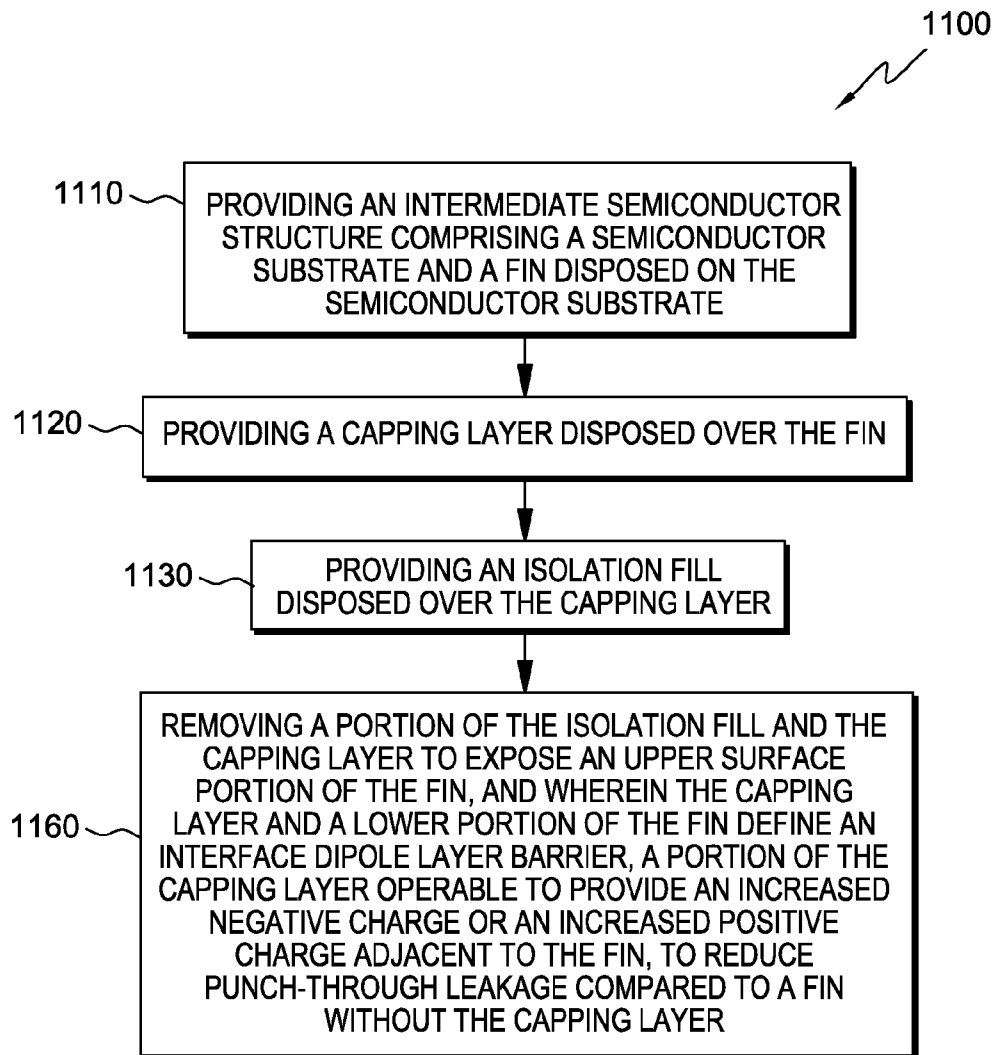 1100
1110
PROVIDING AN INTERMEDIATE SEMICONDUCTOR
STRUCTURE COMPRISING A SEMICONDUCTOR
SUBSTRATE AND A FIN DISPOSED ON THE
SEMICONDUCTOR SUBSTRATE
1120
PROVIDING A CAPPING LAYER DISPOSED OVER THE FIN
1130
PROVIDING AN ISOLATION FILL
DISPOSED OVER THE CAPPING LAYER
1160
REMOVING A PORTION OF THE ISOLATION FILL AND THE
CAPPING LAYER TO EXPOSE AN UPPER SURFACE
PORTION OF THE FIN, AND WHEREIN THE CAPPING
LAYER AND A LOWER PORTION OF THE FIN DEFINE AN
INTERFACE DIPOLE LAYER BARRIER, A PORTION OF THE
CAPPING LAYER OPERABLE TO PROVIDE AN INCREASED
NEGATIVE CHARGE OR AN INCREASED POSITIVE
CHARGE ADJACENT TO THE FIN, TO REDUCE
PUNCH-THROUGH LEAKAGE COMPARED TO A FIN
WITHOUT THE CAPPING LAYER